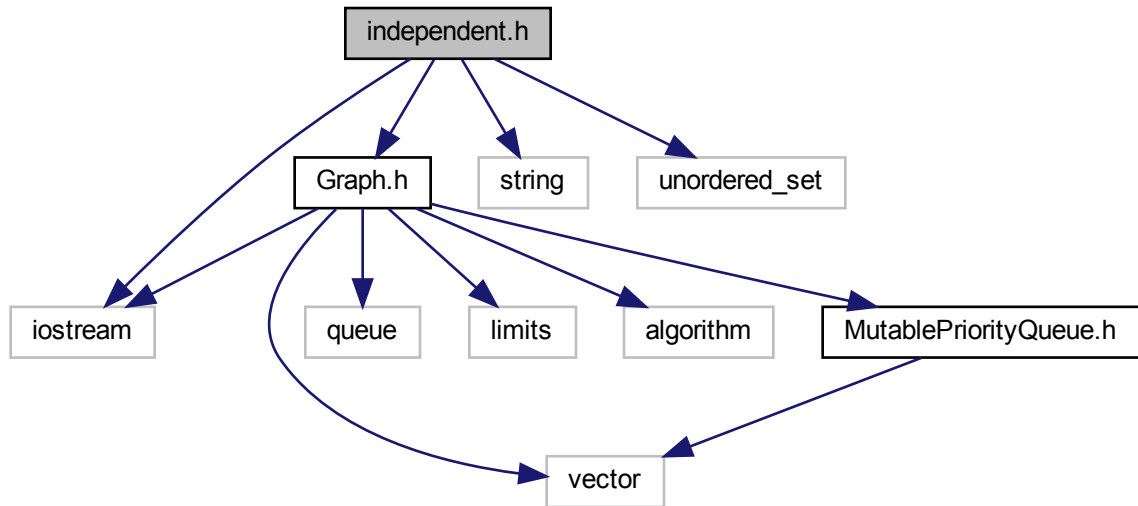 independent.h
Graph.h
string
unordered_set
iostream
queue
limits
algorithm
MutablePriorityQueue.h
vector